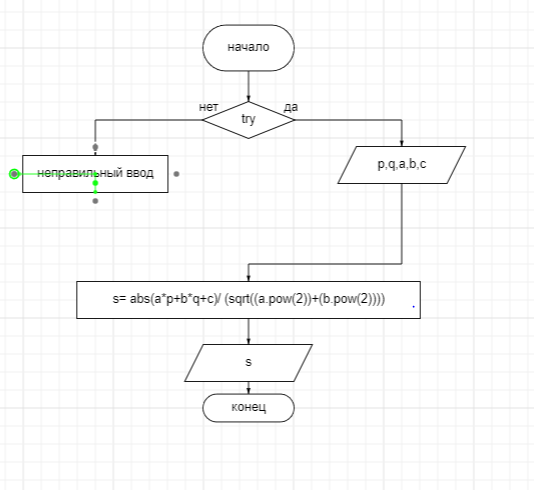 начало
нет
да
try
неправильный ввод
p,q,a,b,c
s= abs(a*p+b*q+c)/ (sqrt((a.pow(2))+(b.pow(2))))
s
конец